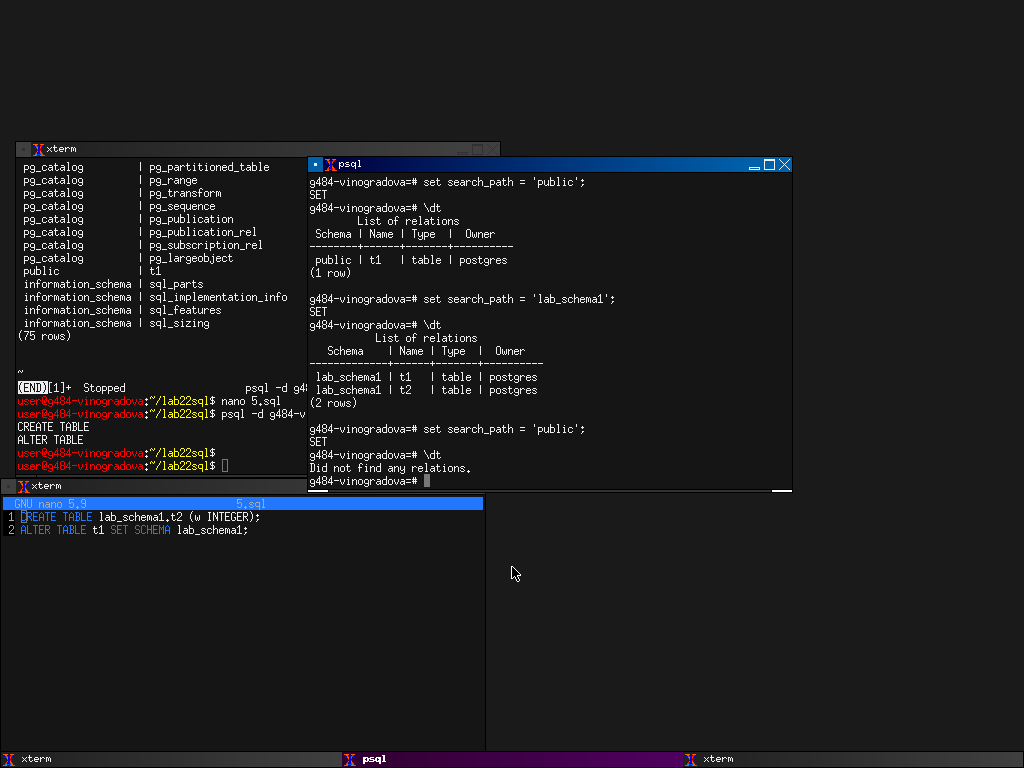 xterm
pg_catalog         | pg_partitioned_table
pg_catalog         | pg_range
pg_catalog         | pg_transform
pg_catalog         | pg_sequence
pg_catalog         | pg_publication
pg_catalog         | pg_publication_rel
pg_catalog         | pg_subscription_rel
pg_catalog         | pg_largeobject
public             | t1
information_schema | sql_parts
information_schema | sql_implementation_info
information_schema | sql_features
information_schema | sql_sizing
(75 rows)
~
(END)[1]+  Stopped                    psql -d g48
user@g484-vinogradova:~/lab22sql$ nano 5.sql
user@g484-vinogradova:~/lab22sql$ psql -d g484-v
CREATE TABLE
ALTER TABLE
user@g484-vinogradova:~/lab22sql$
user@g484-vinogradova:~/lab22sql$
psql
g484-vinogradova=# set search_path = 'public';
SET
g484-vinogradova=# \dt
        List of relations
 Schema | Name | Type  |  Owner
--------+------+-------+----------
 public | t1   | table | postgres
(1 row)
g484-vinogradova=# set search_path = 'lab_schema1';
SET
g484-vinogradova=# \dt
           List of relations
   Schema    | Name | Type  |  Owner
-------------+------+-------+----------
 lab_schema1 | t1   | table | postgres
 lab_schema1 | t2   | table | postgres
(2 rows)
g484-vinogradova=# set search_path = 'public';
SET
g484-vinogradova=# \dt
Did not find any relations.
g484-vinogradova=#
xterm
GNU nano 5.9                         5.sql
1 CREATE TABLE lab_schema1.t2 (w INTEGER);
2 ALTER TABLE t1 SET SCHEMA lab_schema1;
xterm
psql
xterm